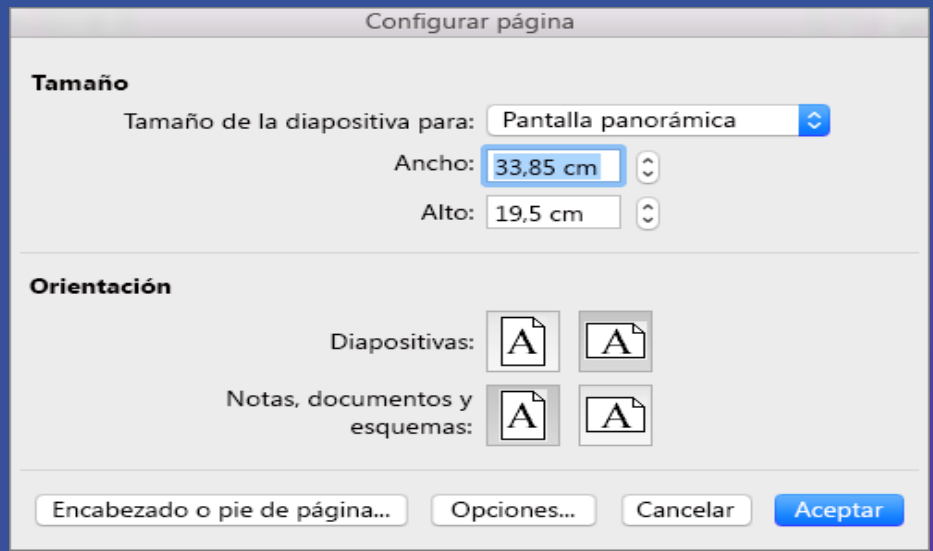 Configurar página
Tamaño
Tamaño de la diapositiva para: Pantalla panorámica
Ancho: 33,85 cm
Alto: 19,5 cm
Orientación
Diapositivas: A A
Notas, documentos y
esquemas: A A
Encabezado o pie de página... Opciones... Cancelar Aceptar